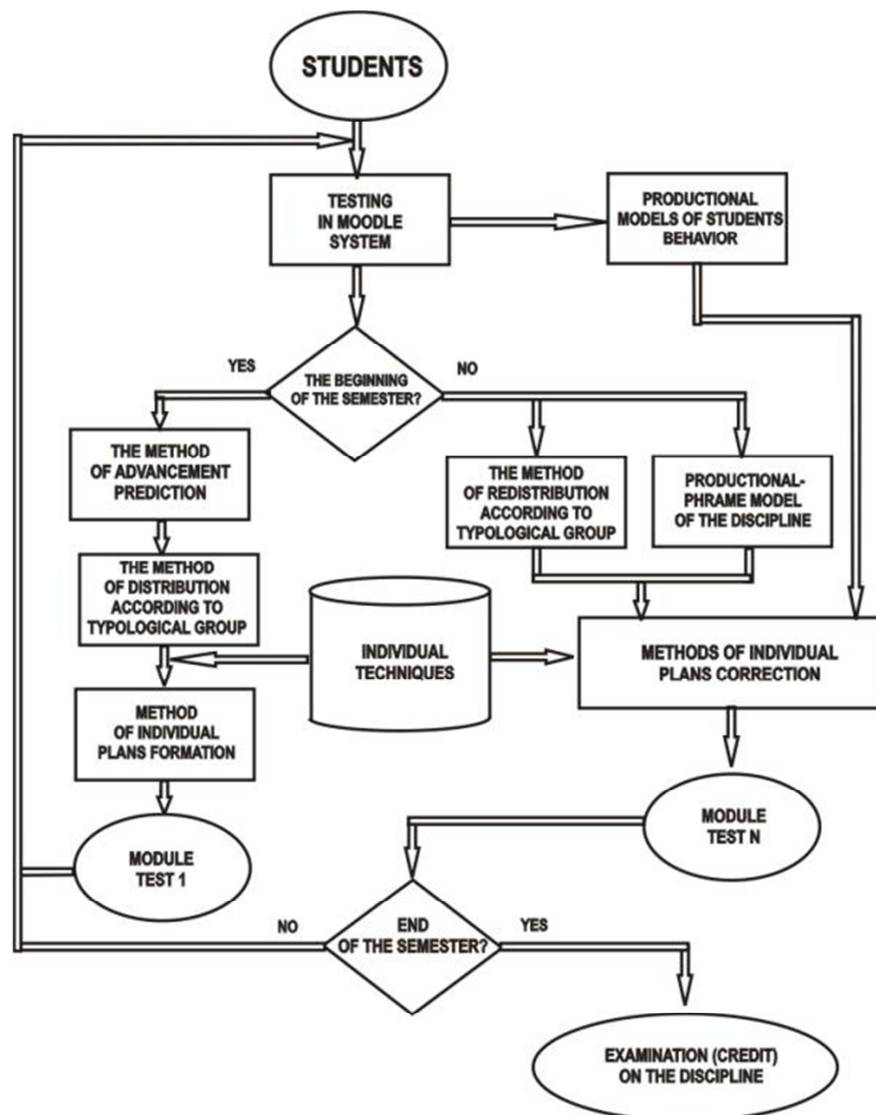 STUDENTS
TESTING
IN MOODLE
SYSTEM
PRODUCTIONAL
MODELS OF STUDENTS
BEHAVIOR
YES
THE BEGINNING
OF THE SEMESTER?
NO
THE METHOD
OF ADVANCEMENT
PREDICTION
THE METHOD
OF REDISTRIBUTION
ACCORDING TO
TYPOLOGICAL GROUP
PRODUCTIONAL-
PHRAME MODEL
OF THE DISCIPLINE
THE METHOD
OF DISTRIBUTION
ACCORDING TO
TYPOLOGICAL GROUP
INDIVIDUAL
TECHNIQUES
METHODS OF INDIVIDUAL
PLANS CORRECTION
METHOD
OF INDIVIDUAL
PLANS FORMATION
MODULE
TEST N
MODULE
TEST 1
NO
END
OF THE SEMESTER?
YES
EXAMINATION (CREDIT)
ON THE DISCIPLINE